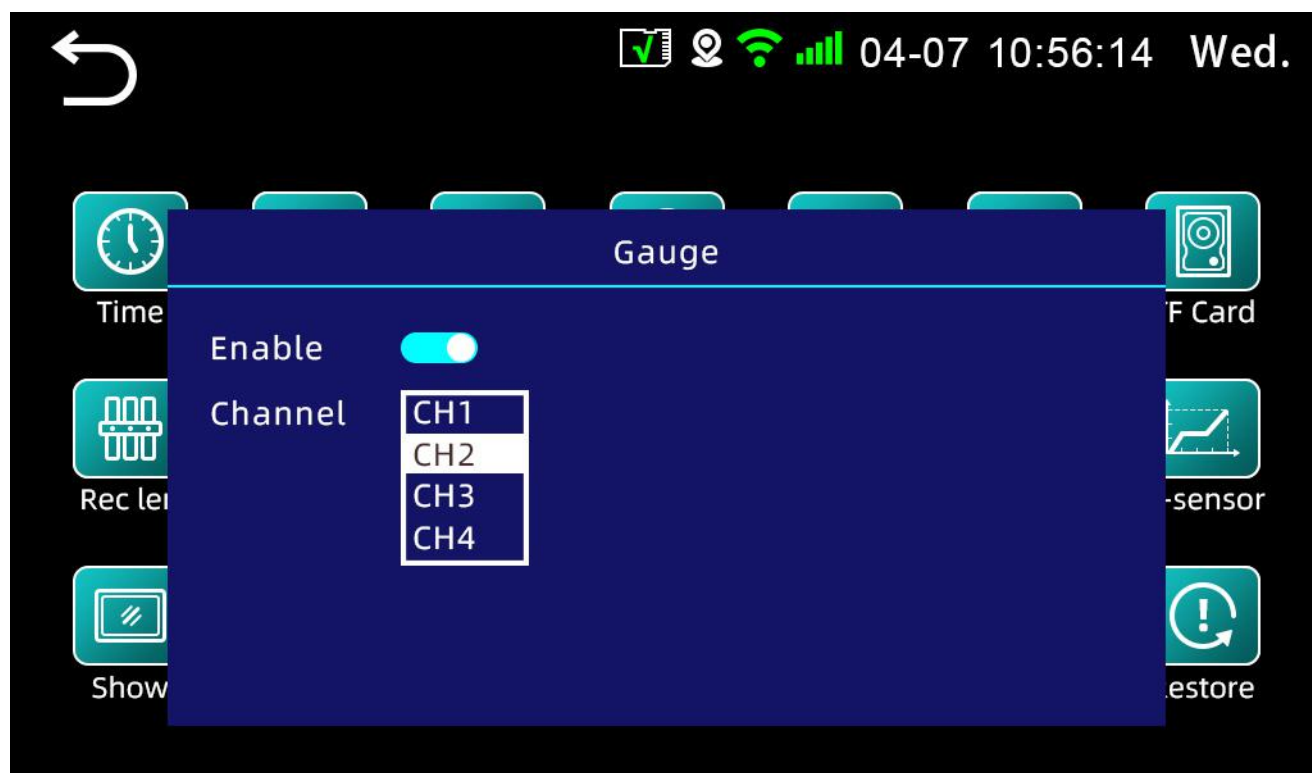 04-07 10:56:14 Wed.
Gauge
Time
F Card
Enable
Channel
CH1
CH2
CH3
CH4
Rec ler
-sensor
Show
estore